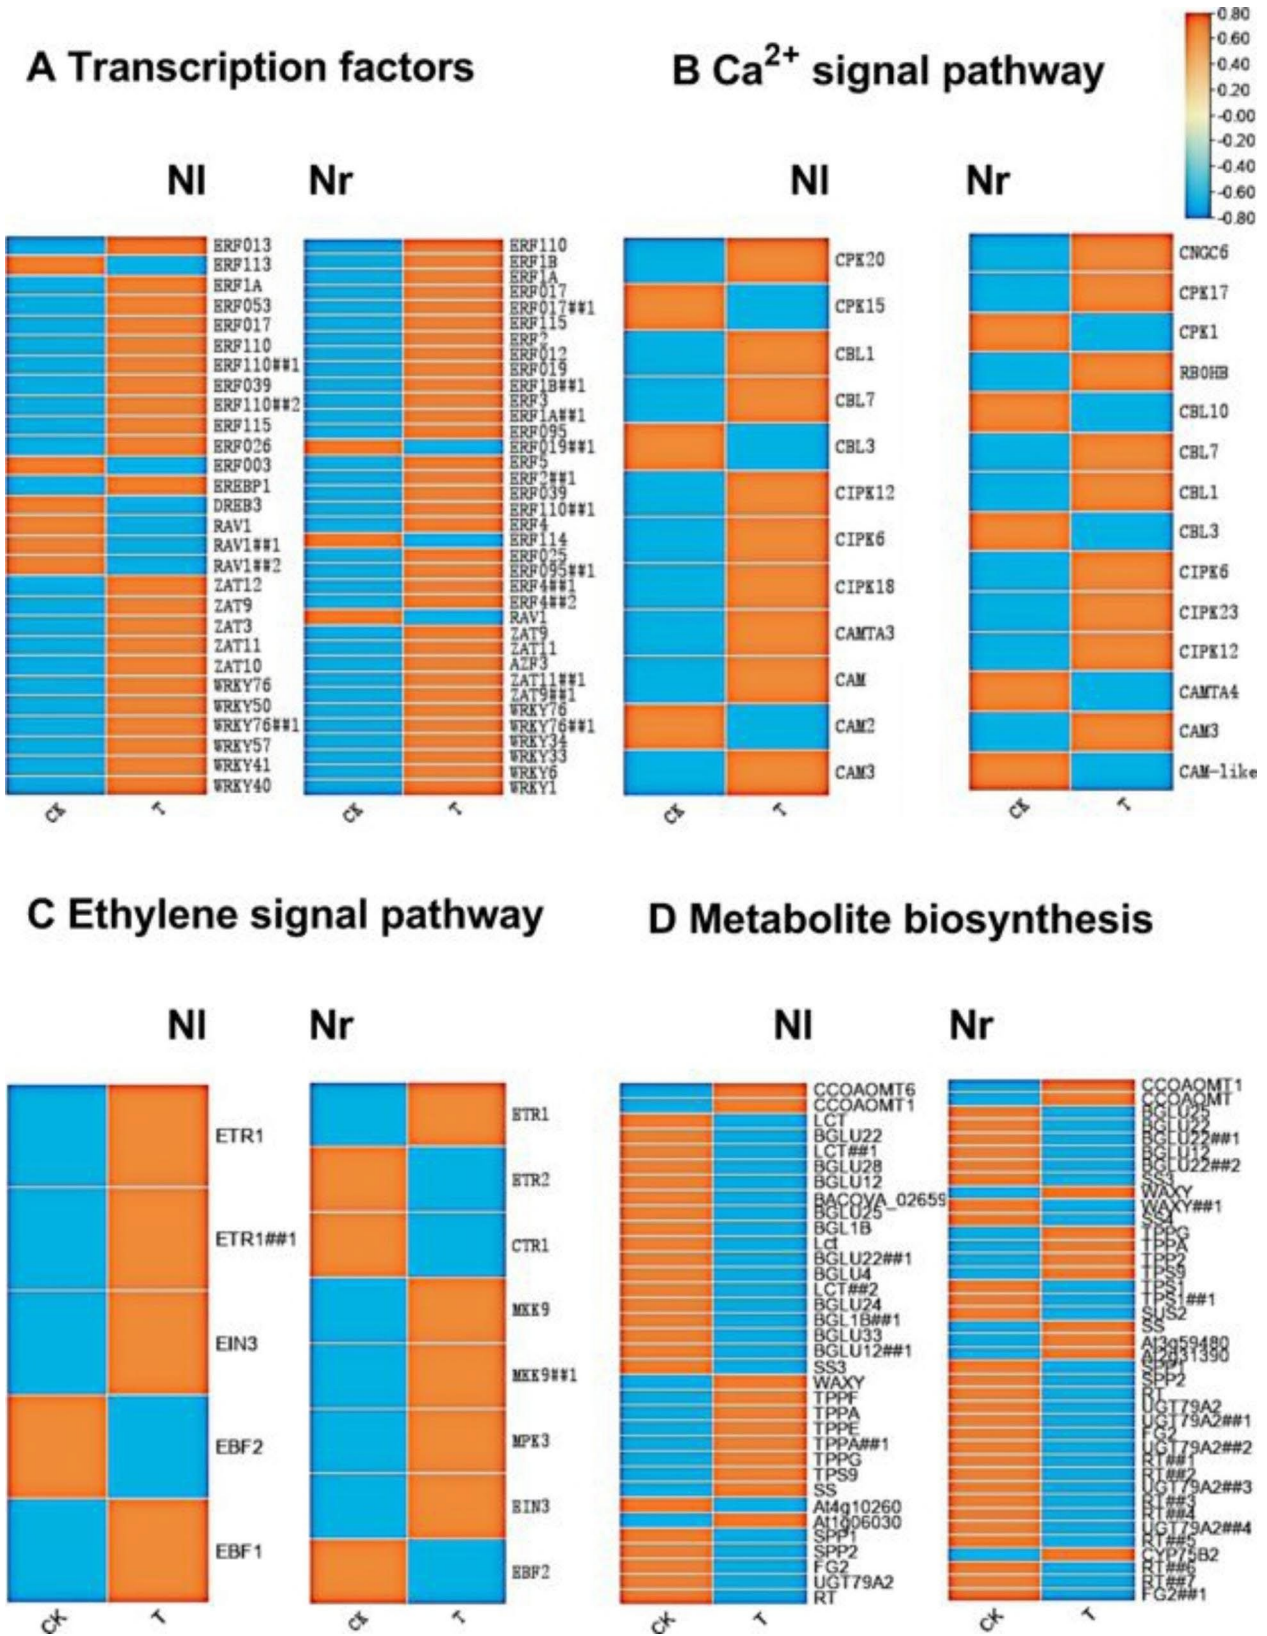 0.80
0.60
0.40
0.20
-0.00
-0.20
-0.40
-0.60
-0.80
A Transcription factors
B Ca2+ signal pathway
Nl
Nr
Nl
Nr
ERF013
ERF113
ERF1A
ERF053
ERF017
ERF110
ERF110##1
ERF039
ERF110##2
ERF115
ERF026
ERF003
EREBP1
DREB3
RAV1
RAV1##1
RAV1##2
ZAT12
ZAT9
ZAT3
ZAT11
ZAT10
WRKY76
WRKY50
WRKY76##1
WRKY57
WRKY41
WRKY40
CK
T
ERF110
ERF1B
ERF1A
ERF017
ERF017##1
ERF115
ERF2
ERF012
ERF019
ERF1B##1
ERF3
ERF1A##1
ERF095
ERF019##1
ERF5
ERF2##1
ERF039
ERF110##1
ERF4
ERF114
ERF025
ERF095##1
ERF4##1
ERF4##2
RAV1
ZAT9
ZAT11
AZF3
ZAT11##1
ZAT9##1
WRKY76
WRKY76##1
WRKY34
WRKY33
WRKY6
WRKY1
CK
T
CPK20
CPK15
CBL1
CBL7
CBL3
CIPK12
CIPK6
CIPK18
CAMTA3
CAM
CAM2
CAM3
CK
T
CNGC6
CPK17
CPK1
RBOHB
CBL10
CBL7
CBL1
CBL3
CIPK6
CIPK23
CIPK12
CAMTA4
CAM3
CAM-like
CK
T
C Ethylene signal pathway
D Metabolite biosynthesis
Nl
Nr
Nl
Nr
ETR1
ETR1##1
EIN3
EBF2
EBF1
CK
T
ETR1
ETR2
CTR1
MKK9
MKK9##1
MPK3
EIN3
EBF2
CK
T
CCOAOMT6
CCOAOMT1
LCT
BGLU22
LCT##1
BGLU28
BGLU12
BACOVA_02659
BGLU25
BGL1B
Lct
BGLU22##1
BGLU4
LCT##2
BGLU24
BGL1B##1
BGLU33
BGLU12##1
SS3
WAXY
TPPF
TPPA
TPPE
TPPA##1
TPPG
TPS9
SS
At4g10260
At1g06030
SPP1
SPP2
FG2
UGT79A2
RT
CK
T
CCOAOMT1
CCOAOMT
BGLU25
BGLU22
BGLU22##1
BGLU12
BGLU22##2
SS3
WAXY
WAXY##1
SS4
TPPG
TPPA
TPP2
TPS9
TPS1
TPS1##1
SUS2
SS
At3g59480
At2g31390
SPP1
SPP2
RT
UGT79A2
UGT79A2##1
FG2
UGT79A2##2
RT##1
RT##2
UGT79A2##3
RT##3
RT##4
UGT79A2##4
RT##5
CYP75B2
RT##6
RT##7
FG2##1
CK
T